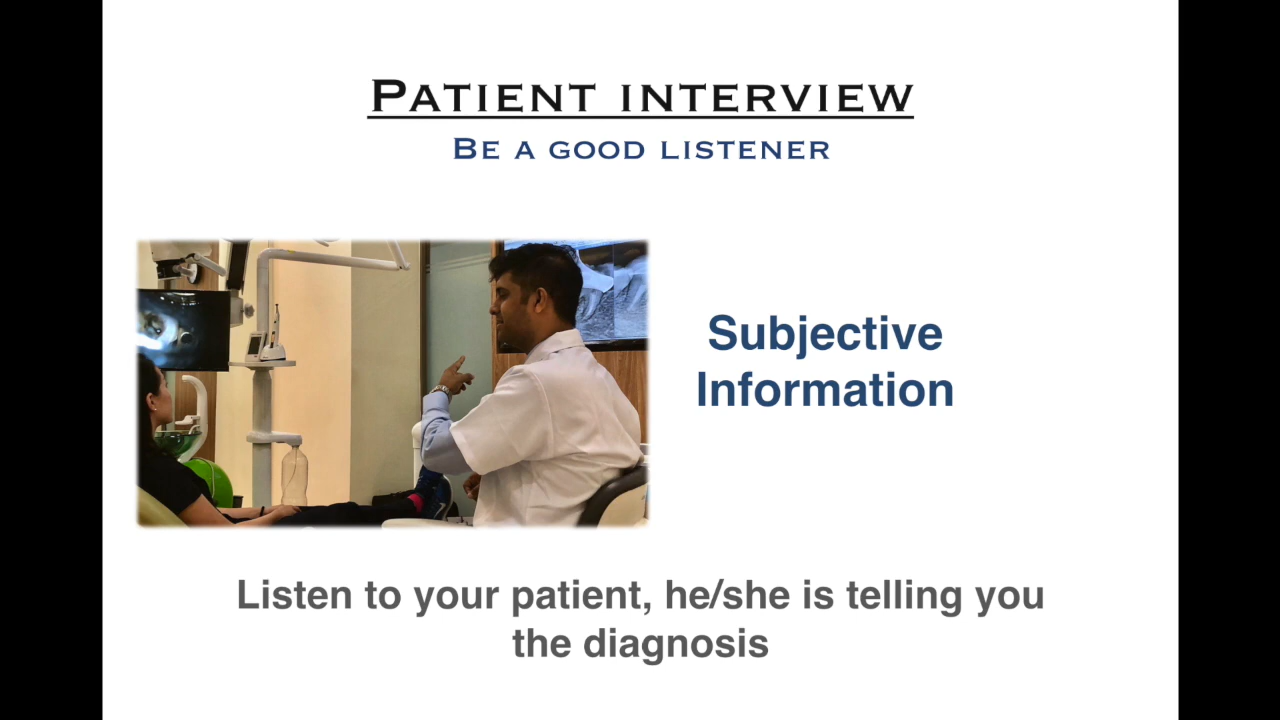 Patient interview
Be a good listener
Subjective
Information
Listen to your patient, he/she is telling you
the diagnosis